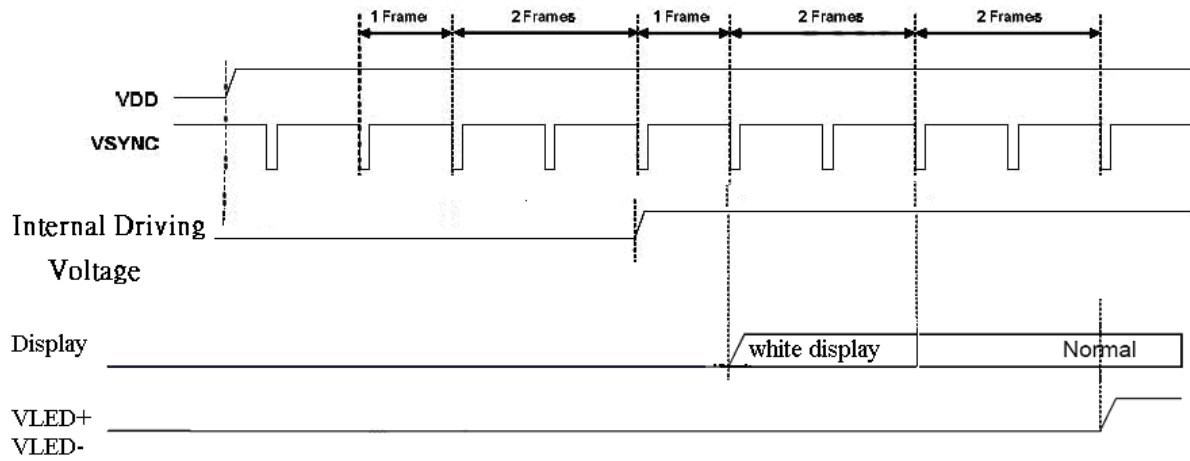 1 Frame 2 Frames 1 Frame 2 Frames 2 Frames
VDD
VSYNC
Internal Driving
Voltage
Display white display Normal
VLED+
VLED-